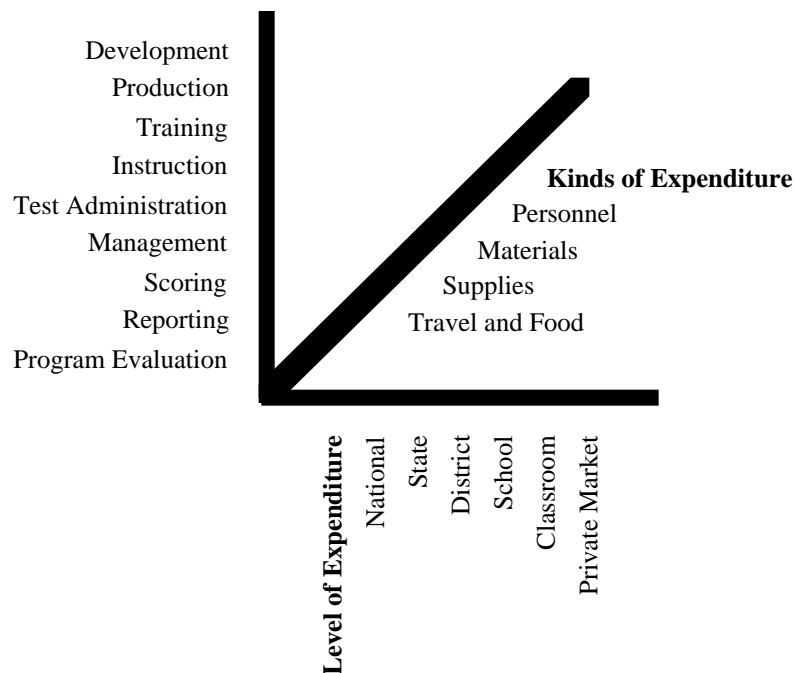 Development
Production
Training
Instruction
Test Administration
Management
Scoring
Reporting
Program Evaluation
Kinds of Expenditure
Personnel
Materials
Supplies
Travel and Food
Level of Expenditure
National
State
District
School
Classroom
Private Market